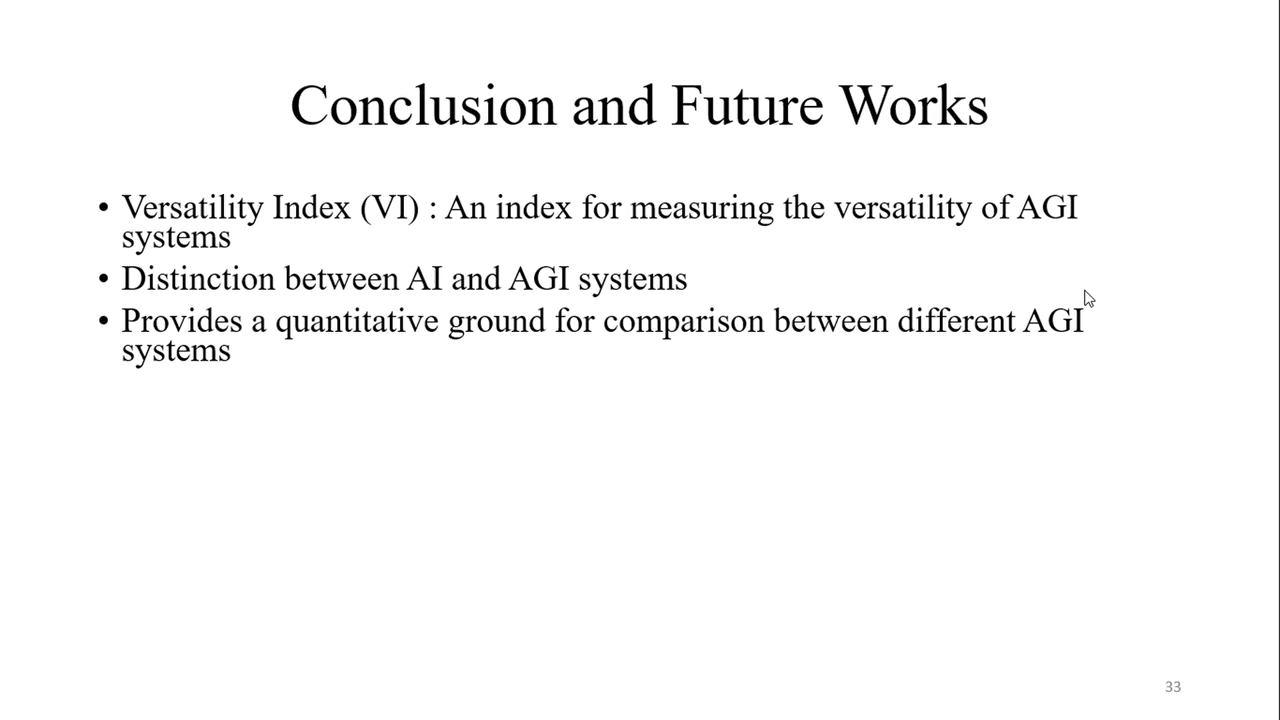 Conclusion and Future Works
• Versatility Index (VI) : An index for measuring the versatility of AGI
systems
• Distinction between AI and AGI systems
• Provides a quantitative ground for comparison between different AGI
systems
33